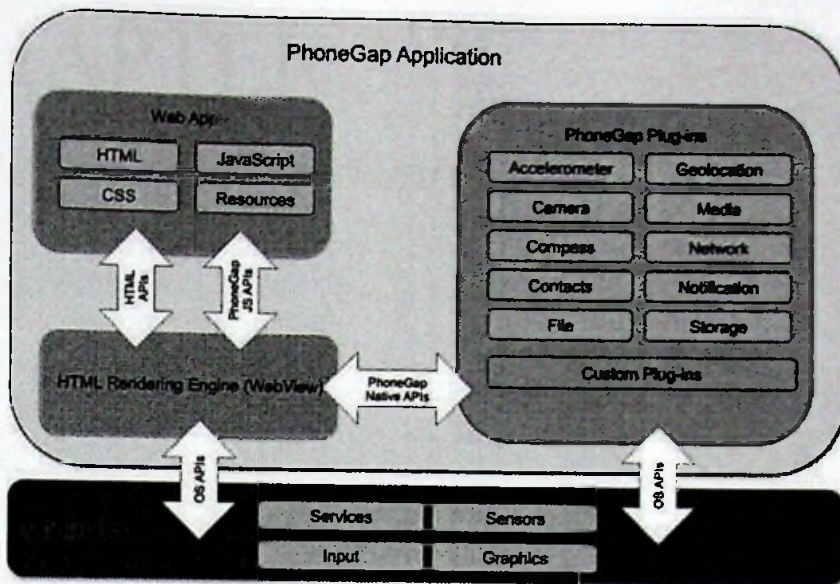 PhoneGap Application
Web App
HTML
JavaScript
CSS
Resources
HTML APIs
PhoneGap JS APIs
HTML Rendering Engine (WebView)
PhoneGap
Native APIs
PhoneGap Plug-ins
Accelerometer
Geolocation
Camera
Media
Compass
Network
Contacts
Notification
File
Storage
Custom Plug-ins
OS APIs
OS APIs
Services
Sensors
Input
Graphics